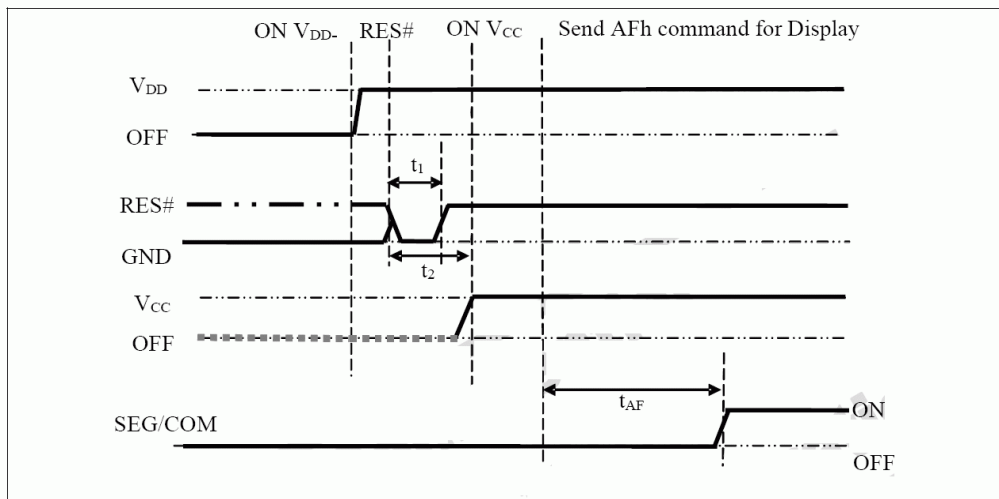 ON VDD- RES# ON VCC Send AFh command for Display
VDD
OFF
t1
RES#
GND
t2
VCC
OFF
tAF
ON
SEG/COM
OFF